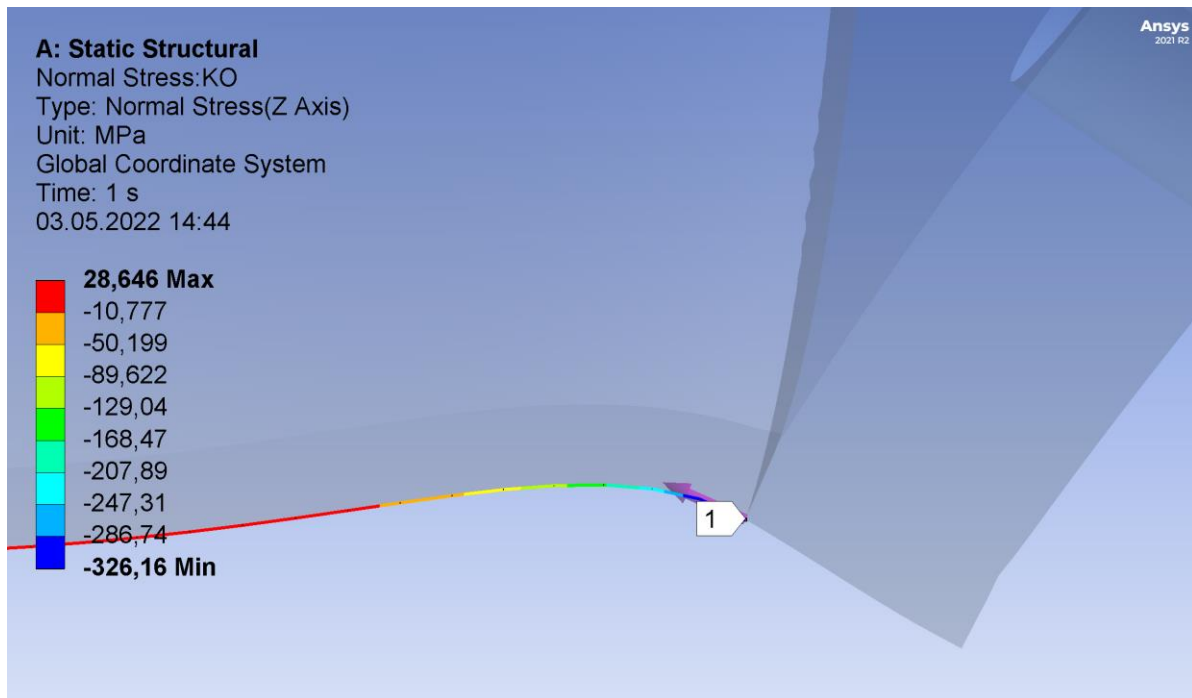 Ansys
2021 R2
A: Static Structural
Normal Stress:KO
Type: Normal Stress(Z Axis)
Unit: MPa
Global Coordinate System
Time: 1 s
03.05.2022 14:44
28,646 Max
-10,777
-50,199
-89,622
-129,04
-168,47
-207,89
-247,31
-286,74
-326,16 Min
1